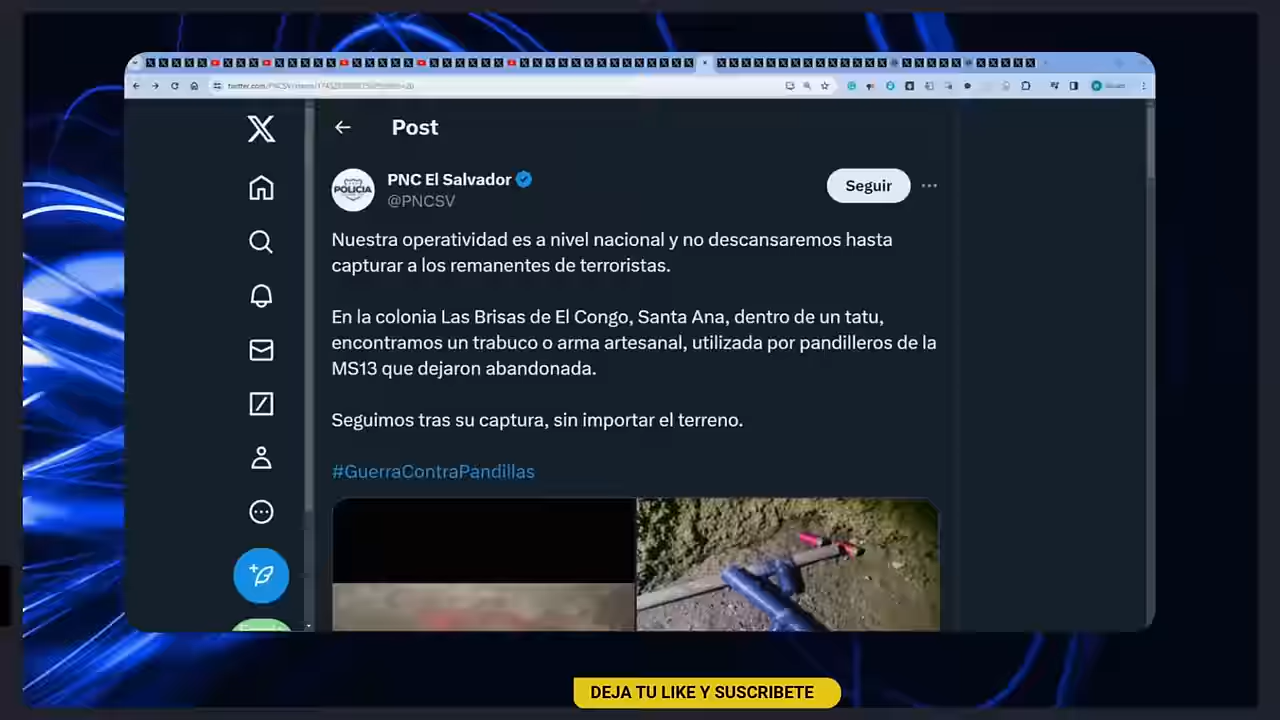 Post
POLICIA
PNC El Salvador
@PNCSV
Seguir
Nuestra operatividad es a nivel nacional y no descansaremos hasta
capturar a los remanentes de terroristas.
En la colonia Las Brisas de El Congo, Santa Ana, dentro de un tatu,
encontramos un trabuco o arma artesanal, utilizada por pandilleros de la
MS13 que dejaron abandonada.
Seguimos tras su captura, sin importar el terreno.
#GuerraContraPandillas
DEJA TU LIKE Y SUSCRIBETE